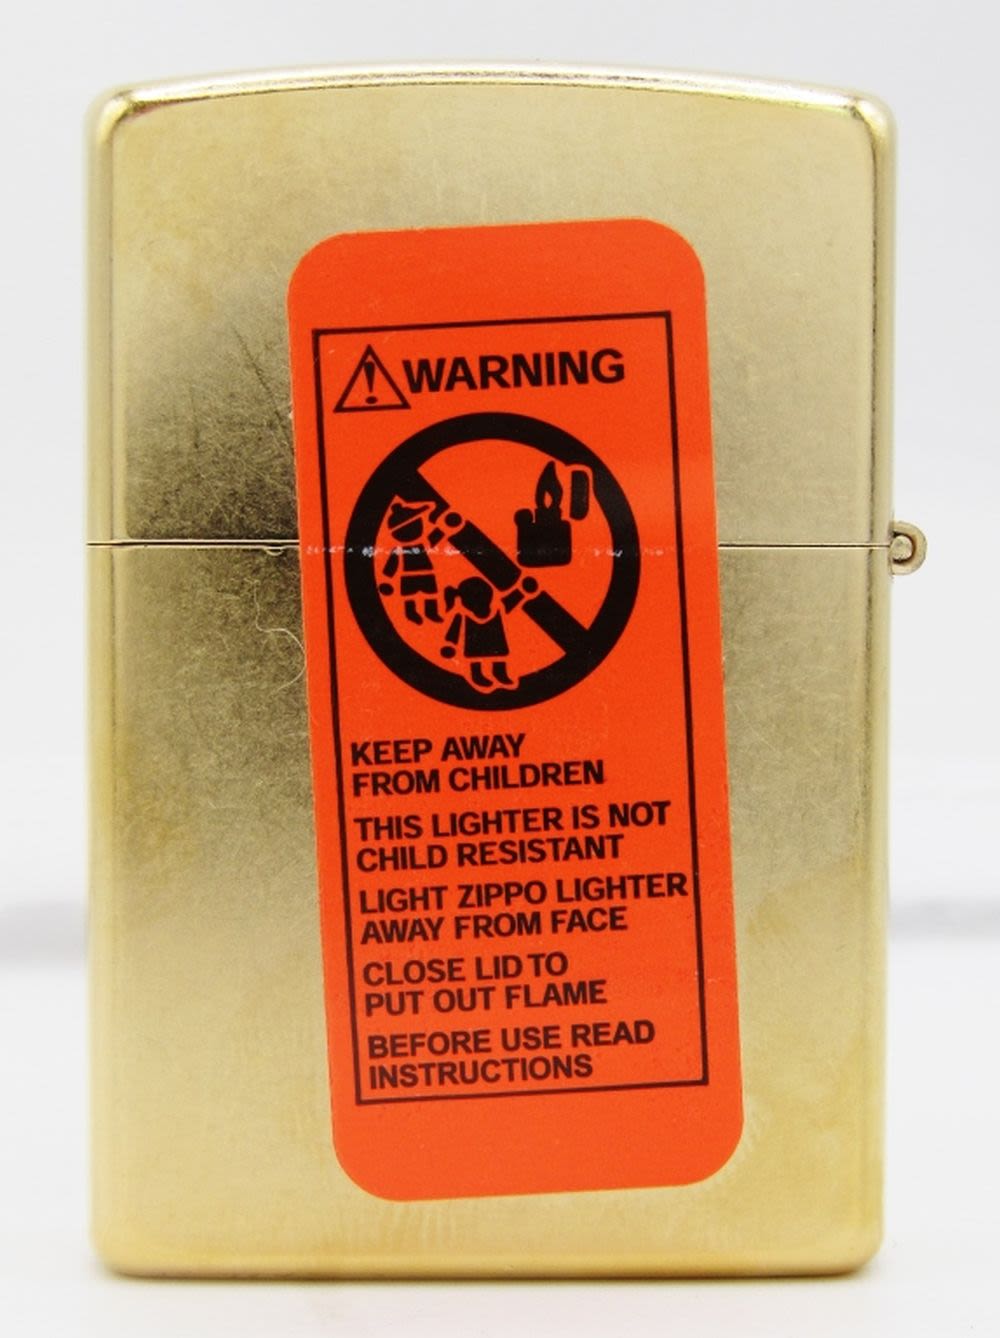 WARNING
KEEP AWAY
FROM CHILDREN
THIS LIGHTER IS NOT
CHILD RESISTANT
LIGHT ZIPPO LIGHTER
AWAY FROM FACE
CLOSE LID TO
PUT OUT FLAME
BEFORE USE READ
INSTRUCTIONS